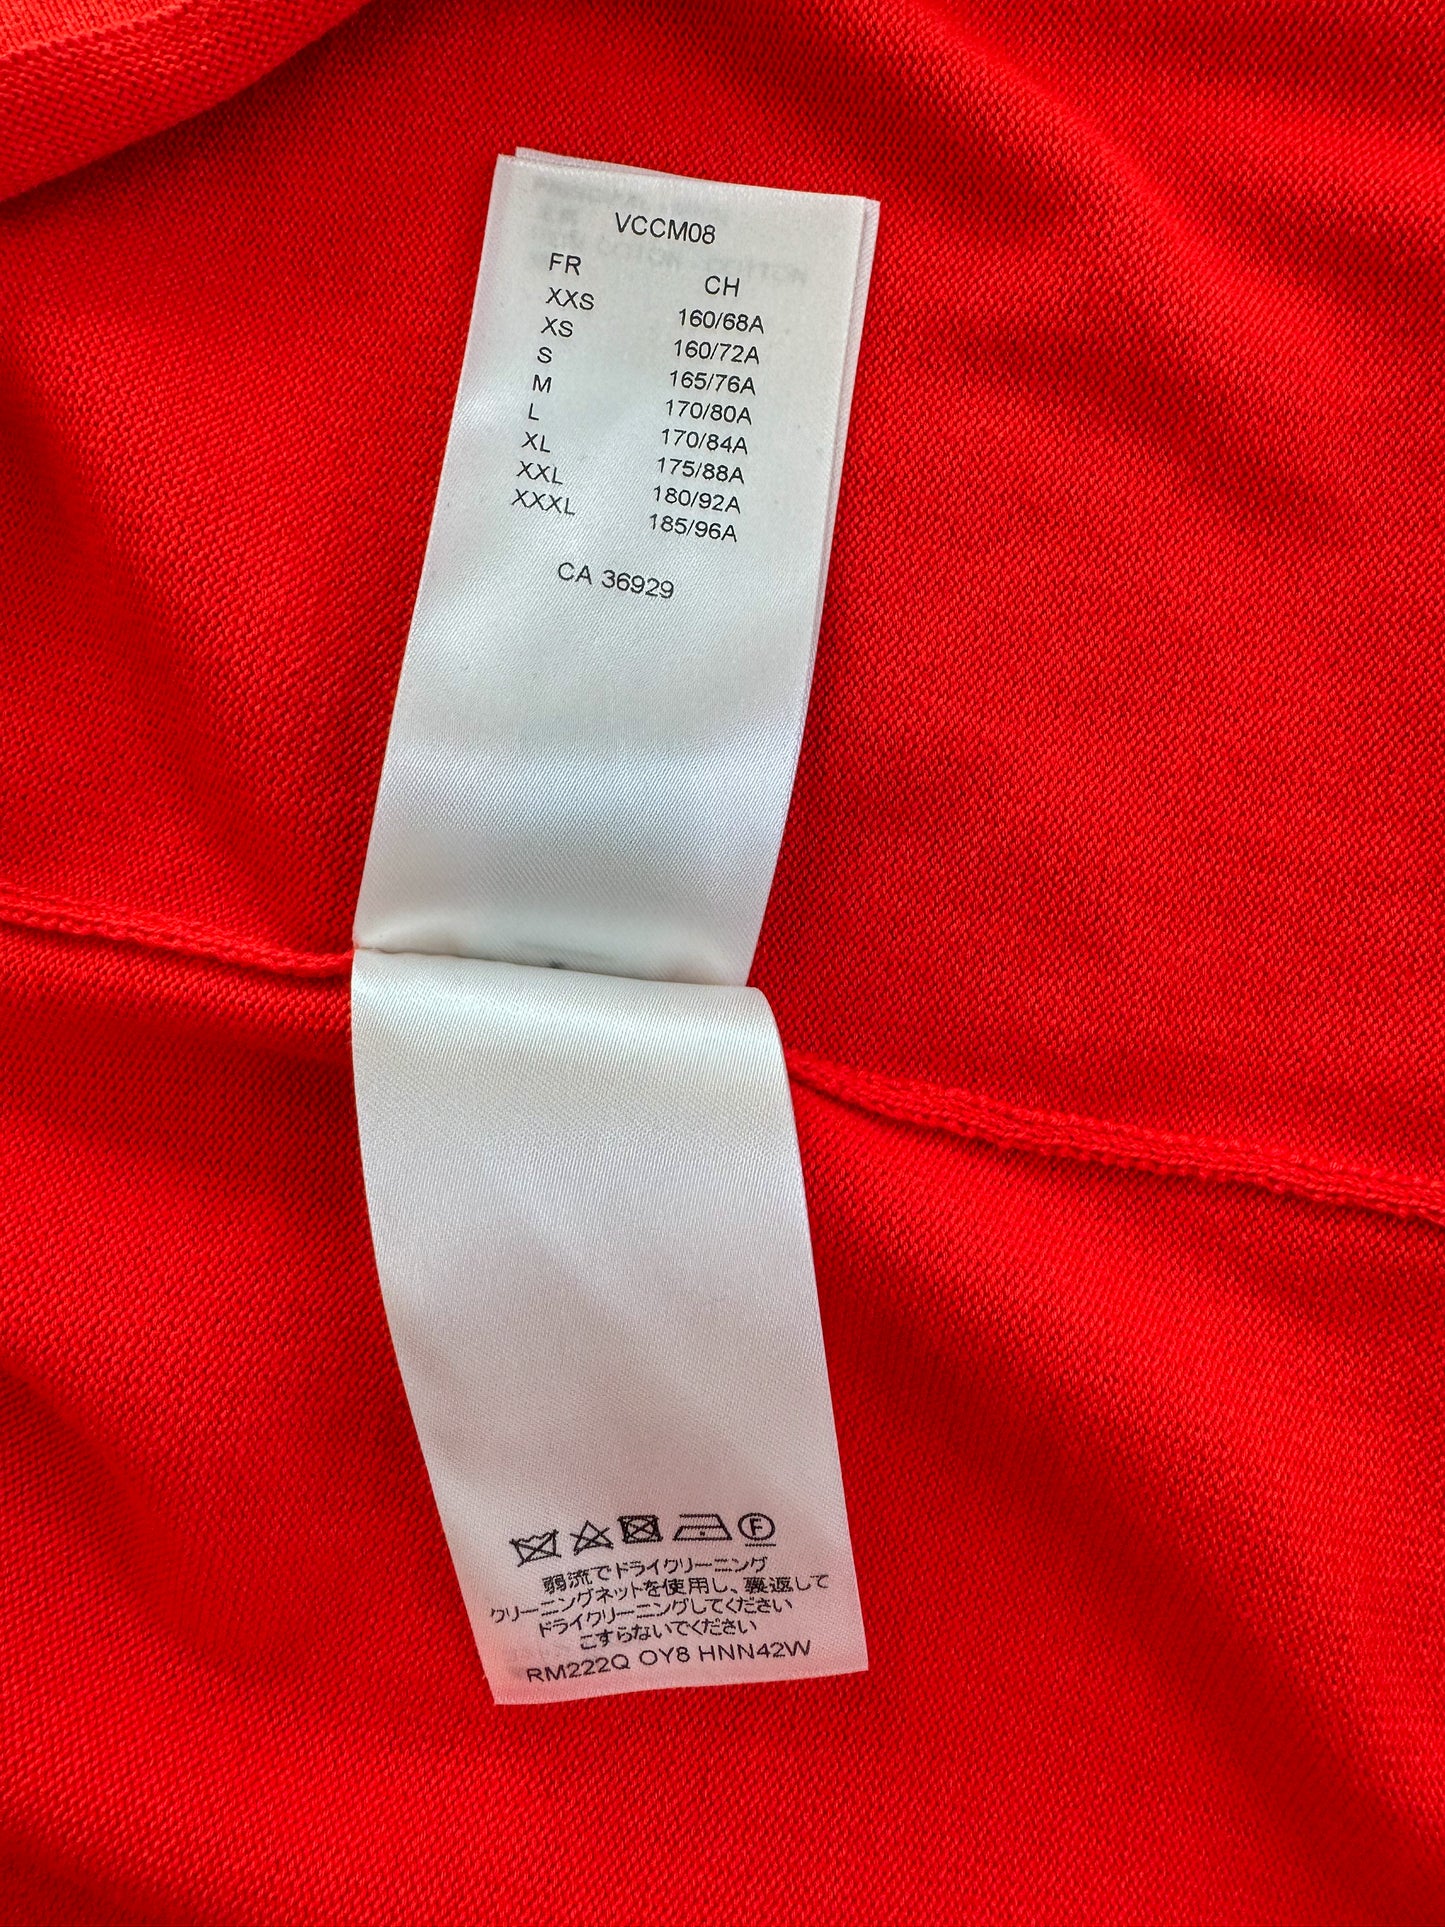 VCCM08
FR CH
XXS 160/68A
XS 160/72A
S 165/76A
M 170/80A
L 170/84A
XL 175/88A
XXL 180/92A
XXXL 185/96A
CA 36929
F
弱流でドライクリーニング
クリーニングネットを使用し、裏返して
ドライクリーニングしてください
こすらないでください
RM222Q OY8 HNN42W